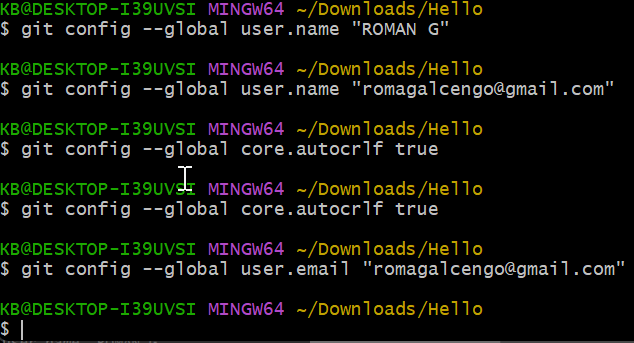 KB@DESKTOP-I39UVSI MINGW64 ~/Downloads/Hello
$ git config --global user.name "ROMAN G"
KB@DESKTOP-I39UVSI MINGW64 ~/Downloads/Hello
$ git config --global user.name "romagalcengo@gmail.com"
KB@DESKTOP-I39UVSI MINGW64 ~/Downloads/Hello
$ git config --global core.autocrlf true
KB@DESKTOP-I39UVSI MINGW64 ~/Downloads/Hello
$ git config --global core.autocrlf true
KB@DESKTOP-I39UVSI MINGW64 ~/Downloads/Hello
$ git config --global user.email "romagalcengo@gmail.com"
KB@DESKTOP-I39UVSI MINGW64 ~/Downloads/Hello
$